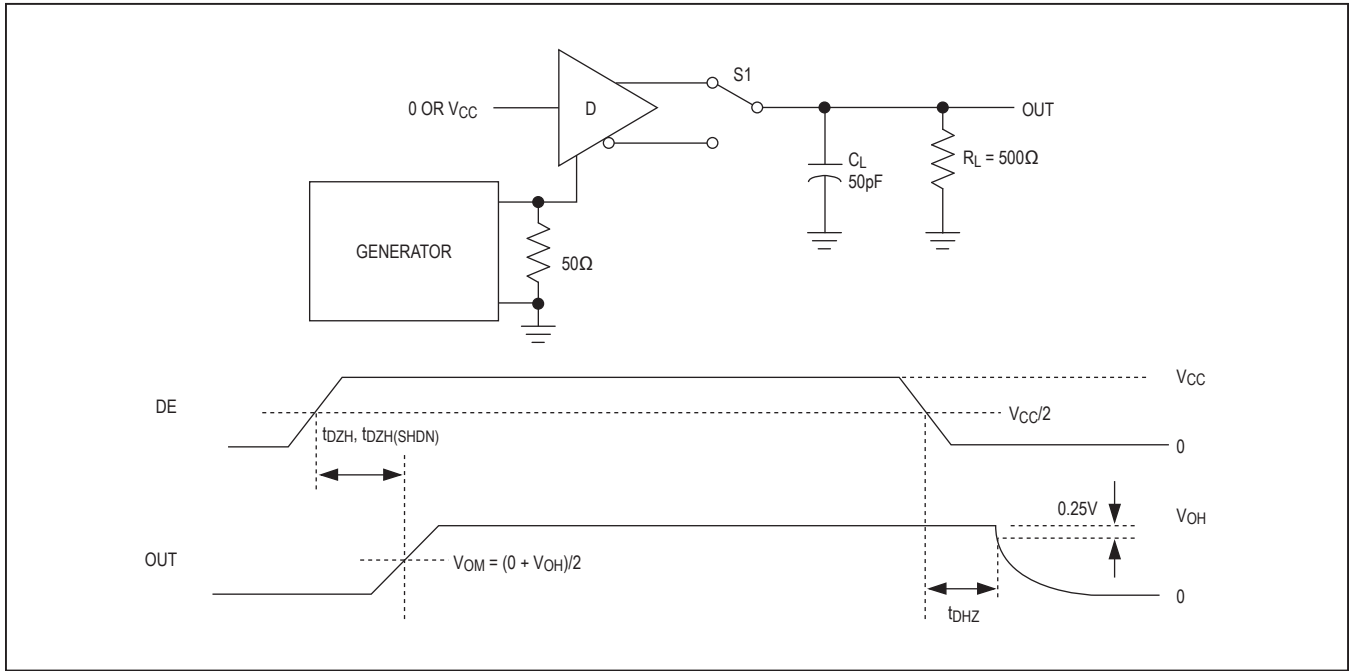 S1
0 OR VCC
D
OUT
CL
50pF
RL = 500Ω
GENERATOR
50Ω
VCC
DE
VCC/2
tDZH, tDZH(SHDN)
0
0.25V
VOH
OUT
VOM = (0 + VOH)/2
0
tDHZ